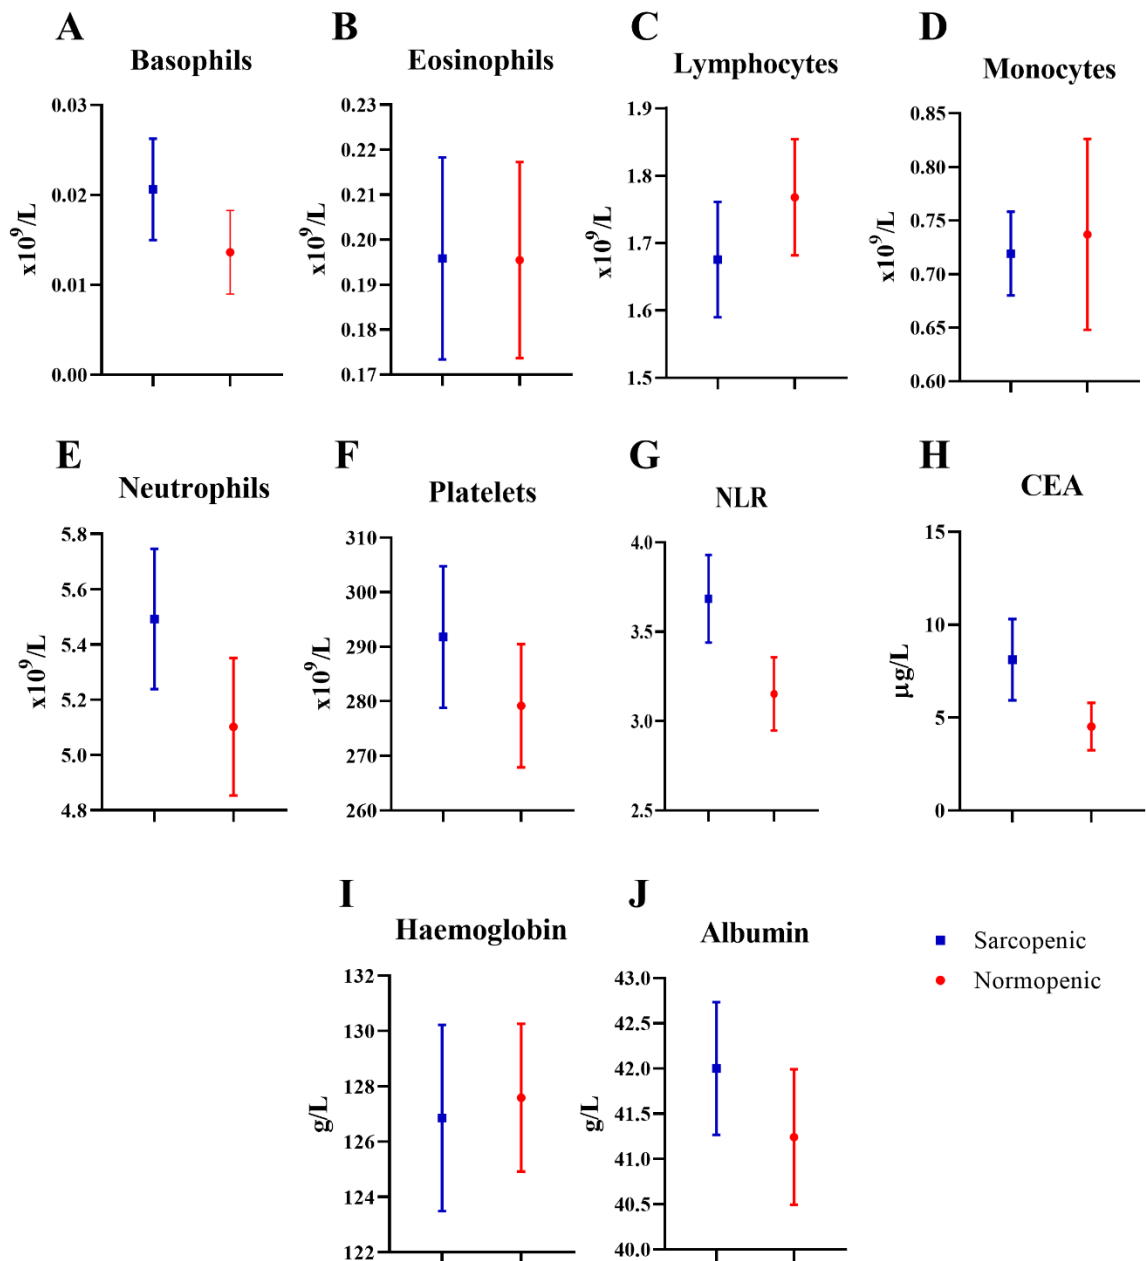 A
Basophils
x10⁹/L
0.03
0.02
0.01
0.00
B
Eosinophils
x10⁹/L
0.23
0.22
0.21
0.20
0.19
0.18
0.17
C
Lymphocytes
x10⁹/L
1.9
1.8
1.7
1.6
1.5
D
Monocytes
x10⁹/L
0.85
0.80
0.75
0.70
0.65
0.60
E
Neutrophils
x10⁹/L
5.8
5.6
5.4
5.2
5.0
4.8
F
Platelets
x10⁹/L
310
300
290
280
270
260
G
NLR
4.0
3.5
3.0
2.5
H
CEA
µg/L
15
10
5
0
I
Haemoglobin
g/L
132
130
128
126
124
122
J
Albumin
g/L
43.0
42.5
42.0
41.5
41.0
40.5
40.0
Sarcopenic
Normopenic